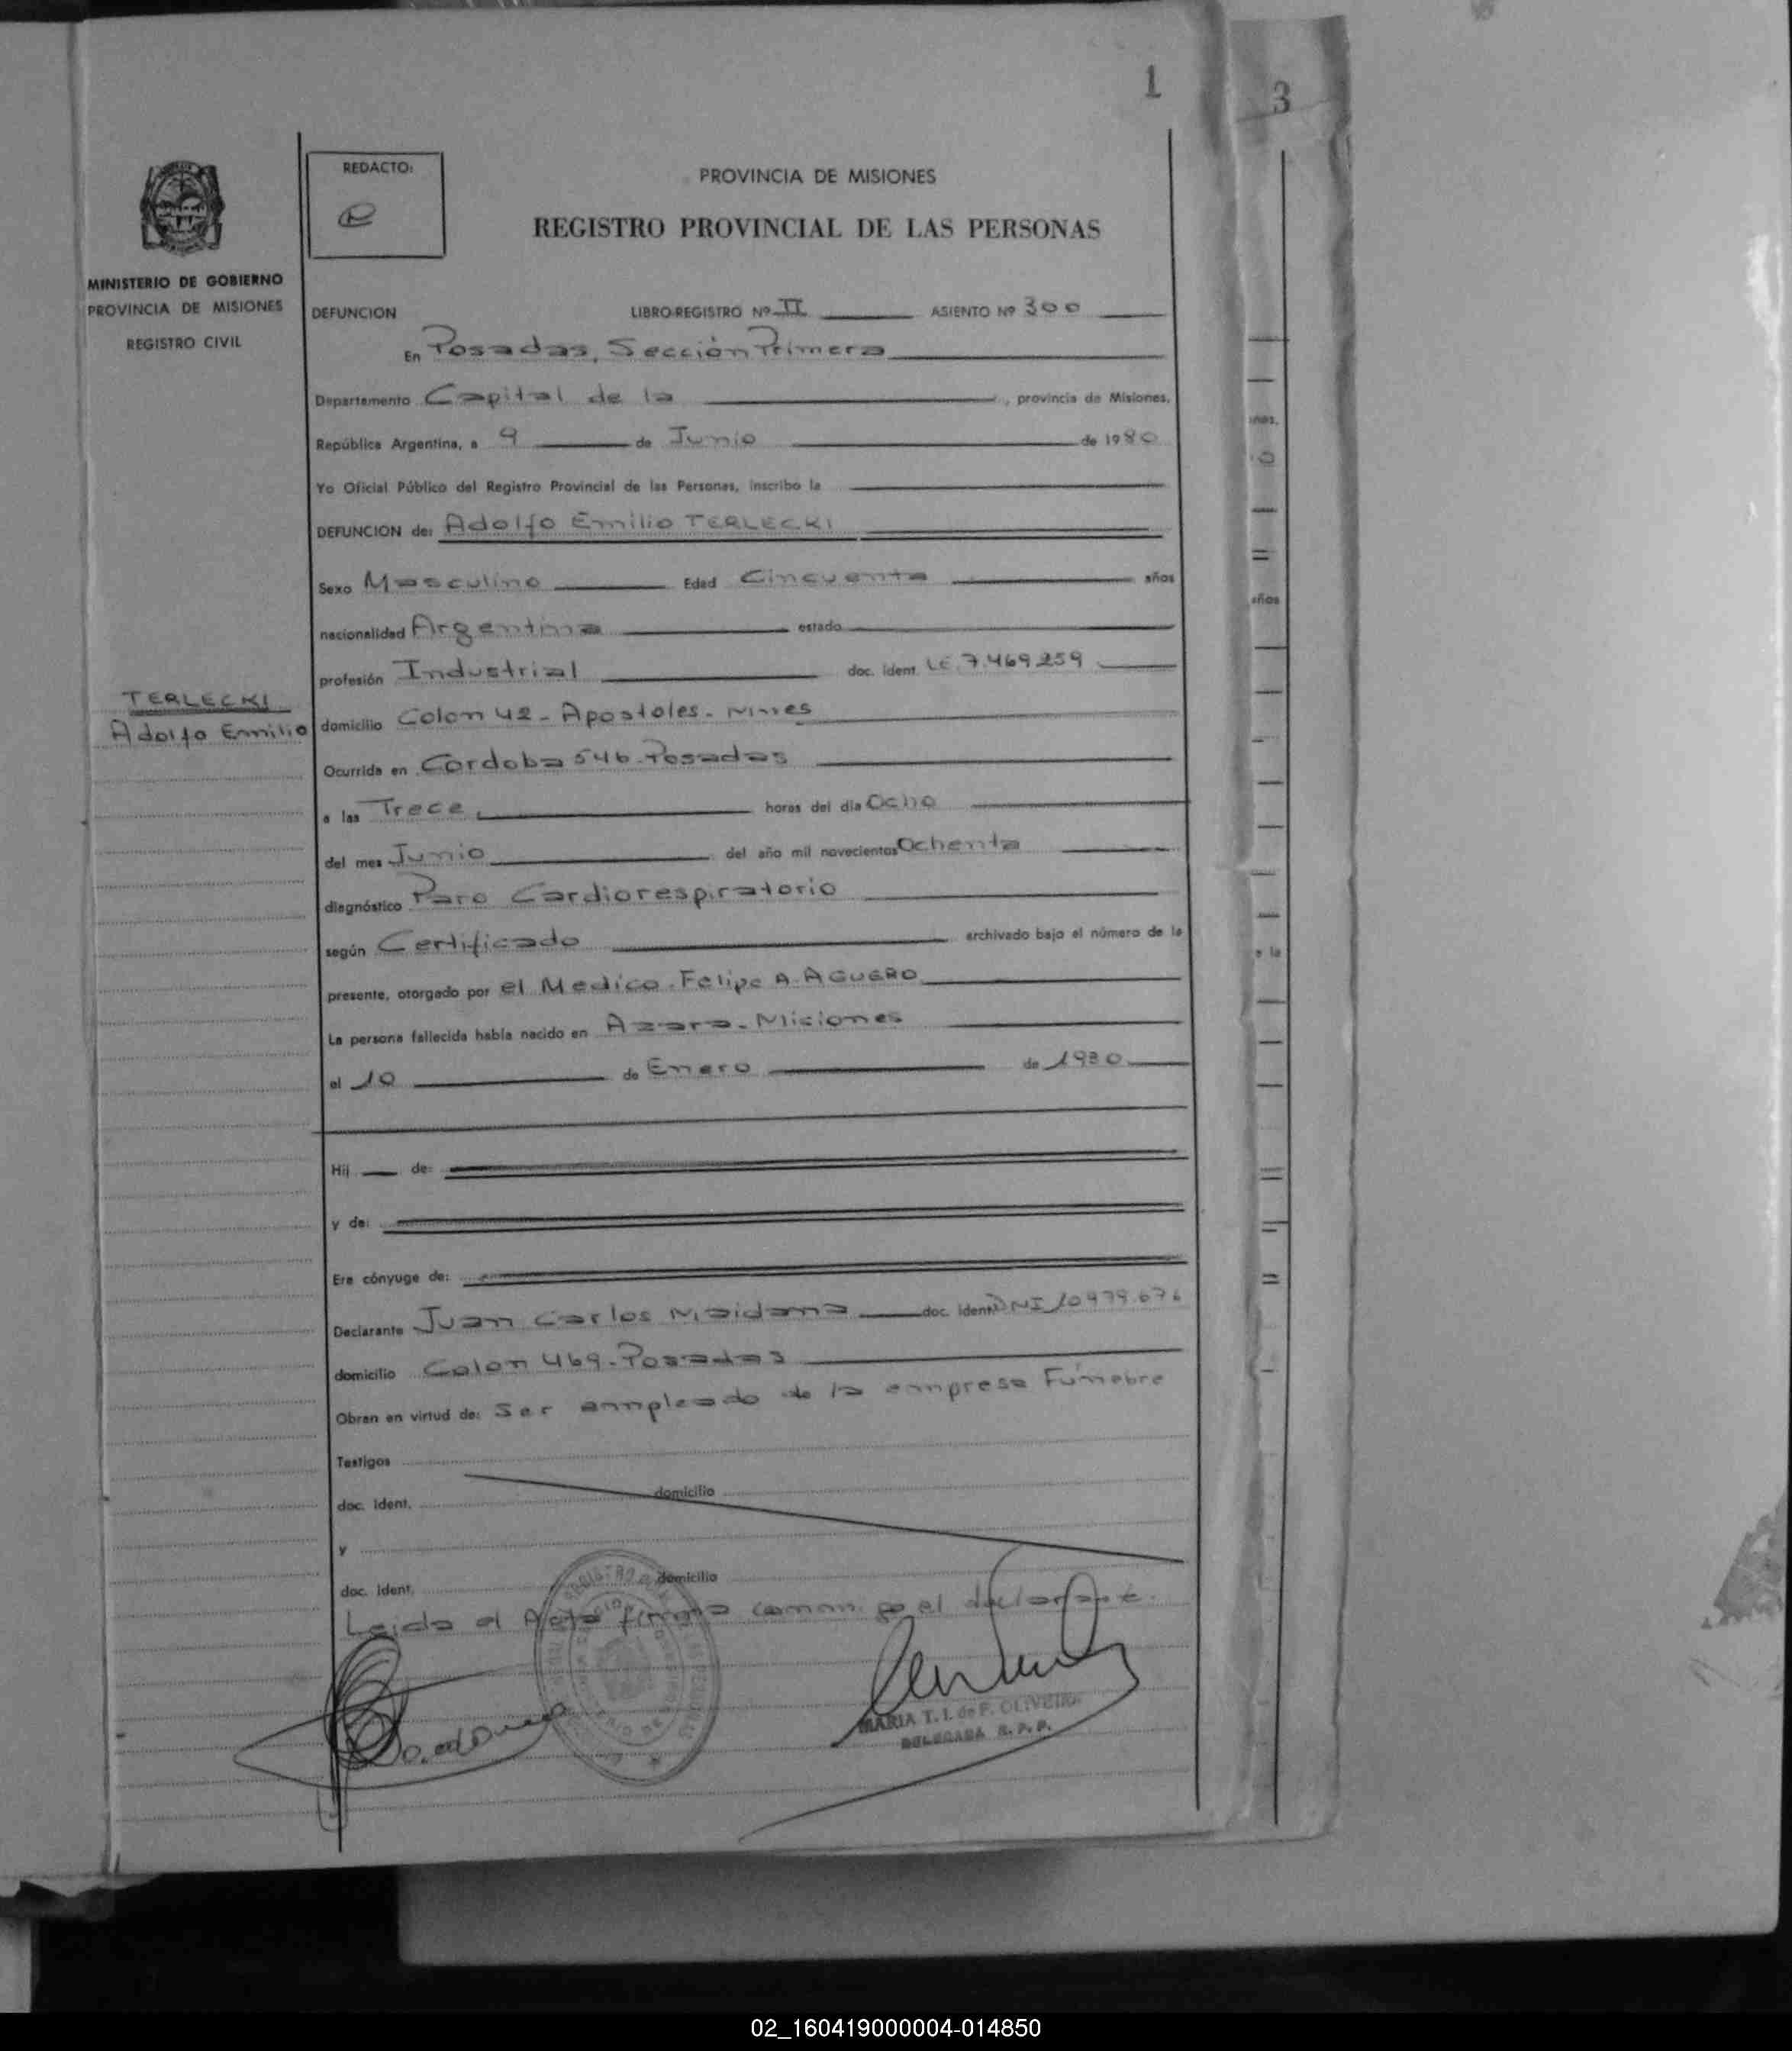 1
3
REDACTO:
PROVINCIA DE MISIONES
REGISTRO PROVINCIAL DE LAS PERSONAS
MINISTERIO DE GOBIERNO
PROVINCIA DE MISIONES
REGISTRO CIVIL
DEFUNCION LIBRO-REGISTRO Nº II ASIENTO Nº 300
En Posadas, Sección Primera
Departamento Capital de la , provincia de Misiones,
República Argentina, a 9 de Junio de 1980
Yo Oficial Público del Registro Provincial de las Personas, inscribo la
DEFUNCION de: Adolfo Emilio TERLECKI
Sexo Masculino Edad Cincuenta años
nacionalidad Argentina estado
profesión Industrial doc. ident. LE. 7.469.259
TERLECKI
Adolfo Emilio
domicilio Colon 42 - Apostoles - Mnes
Ocurrida en Cordoba 546 - Posadas
a las Trece, horas del día Ocho
del mes Junio del año mil novecientos Ochenta
diagnóstico Paro Cardiorespiratorio
según Certificado archivado bajo el número de la
presente, otorgado por el Medico Felipe A. AGUERO
La persona fallecida había nacido en Azara - Misiones
el 10 de Enero de 1930
Hij de:
y de:
Era cónyuge de:
Declarante Juan Carlos Maidana doc. ident. DNI 10.979.676
domicilio Colon 469 - Posadas
Obran en virtud de: Ser empleado de la empresa Fúnebre
Testigos
doc. ident. domicilio
y
doc. ident. domicilio
Leida el Acta firma conmigo el declarante.
MARIA T. I. de P. OLIVEIRA
DELEGADA R. P. P.
nes,
0
años
a la
02_160419000004-014850